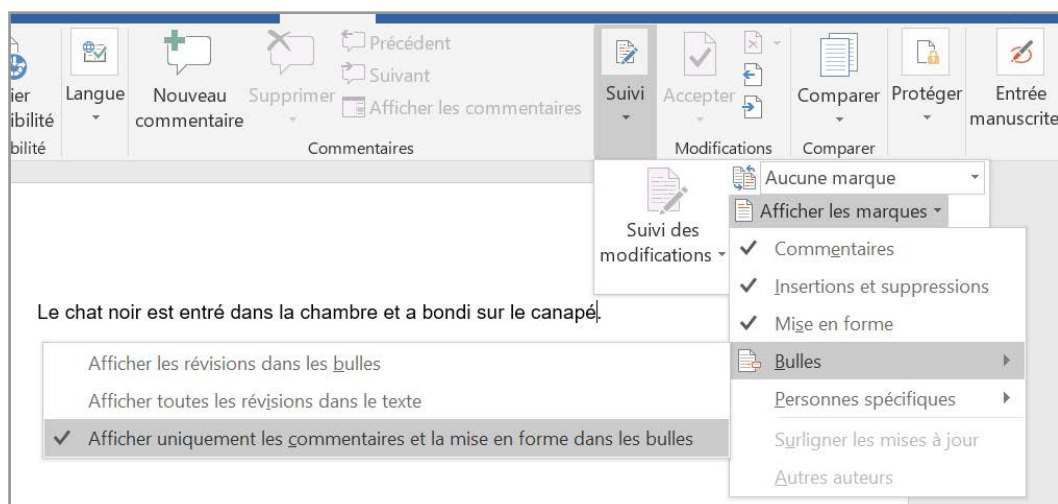 Précédent
Suivant
Afficher les commentaires
ier
ibilité
Langue
Nouveau
commentaire
Supprimer
Suivi
Accepter
Comparer
Protéger
Entrée
manuscrite
bilité
Commentaires
Modifications
Comparer
Aucune marque
Afficher les marques
Suivi des
modifications
Commentaires
Insertions et suppressions
Mise en forme
Bulles
Personnes spécifiques
Surligner les mises à jour
Autres auteurs
Le chat noir est entré dans la chambre et a bondi sur le canapé.
Afficher les révisions dans les bulles
Afficher toutes les révisions dans le texte
Afficher uniquement les commentaires et la mise en forme dans les bulles